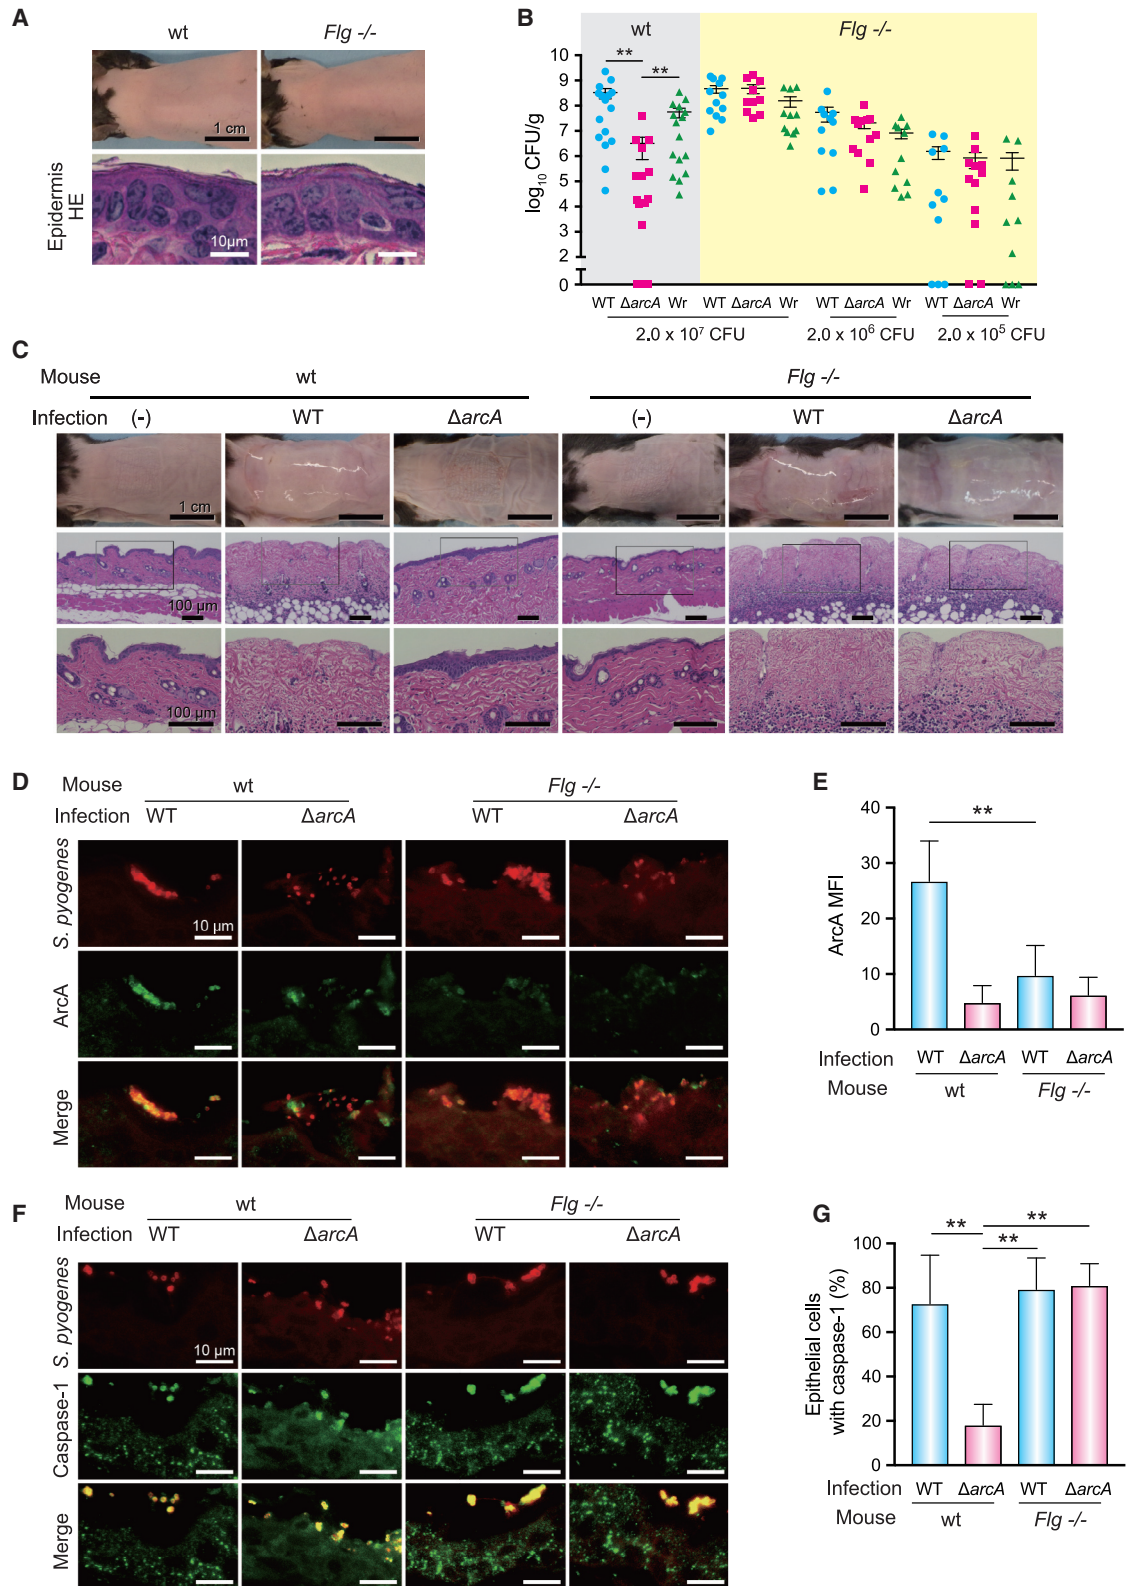 A
wt
Flg -/-
1 cm
Epidermis
HE
10µm
B
wt
Flg -/-
**
**
log10 CFU/g
10
9
8
7
6
5
4
3
2
0
WT ΔarcA Wr WT ΔarcA Wr WT ΔarcA Wr WT ΔarcA Wr
2.0 x 10⁷ CFU
2.0 x 10⁶ CFU
2.0 x 10⁵ CFU
C
Mouse wt Flg -/-
Infection (-) WT ΔarcA (-) WT ΔarcA
1 cm
100 µm
100 µm
D
Mouse wt Flg -/-
Infection WT ΔarcA WT ΔarcA
S. pyogenes
10 µm
ArcA
Merge
E
ArcA MFI
40
30
20
10
0
**
Infection WT ΔarcA WT ΔarcA
Mouse wt Flg -/-
F
Mouse wt Flg -/-
Infection WT ΔarcA WT ΔarcA
S. pyogenes
10 µm
Caspase-1
Merge
G
Epithelial cells
with caspase-1 (%)
100
80
60
40
20
0
**
**
**
Infection WT ΔarcA WT ΔarcA
Mouse wt Flg -/-